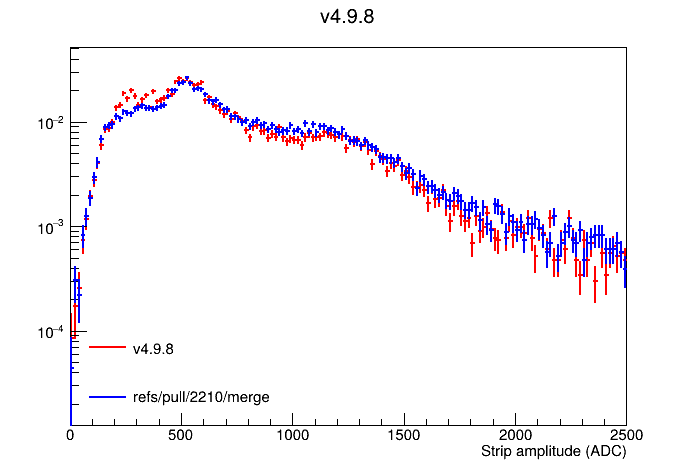 v4.9.8
10⁻²
10⁻³
10⁻⁴
v4.9.8
refs/pull/2210/merge
0 500 1000 1500 2000 2500
Strip amplitude (ADC)